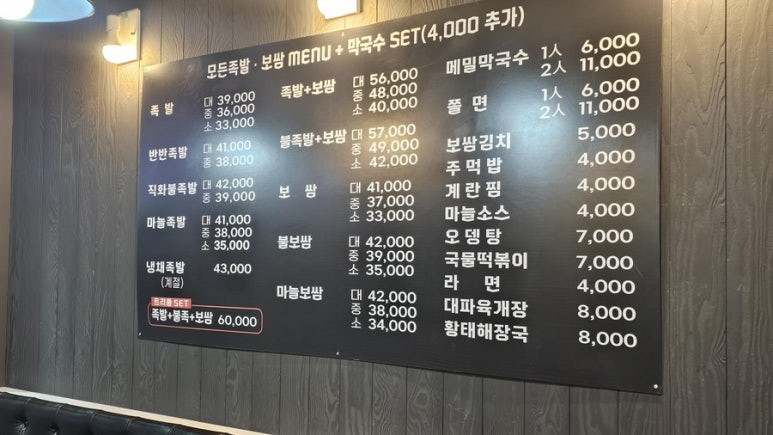 모든족발 · 보쌈 MENU + 막국수 SET(4,000 추가)
족 발 대 39,000
중 36,000
소 33,000
반반족발 대 41,000
중 38,000
직화불족발 대 42,000
중 39,000
마늘족발 대 41,000
중 38,000
소 35,000
냉채족발 43,000
(계절)
트리플 SET
족발+불족+보쌈 60,000
족발+보쌈 대 56,000
중 48,000
소 40,000
불족발+보쌈 대 57,000
중 49,000
소 42,000
보 쌈 대 41,000
중 37,000
소 33,000
불보쌈 대 42,000
중 39,000
소 35,000
마늘보쌈 대 42,000
중 38,000
소 34,000
메밀막국수 1人 6,000
2人 11,000
쫄 면 1人 6,000
2人 11,000
보쌈김치 5,000
주먹밥 4,000
계란찜 4,000
마늘소스 4,000
오뎅탕 7,000
국물떡볶이 7,000
라 면 4,000
대파육개장 8,000
황태해장국 8,000